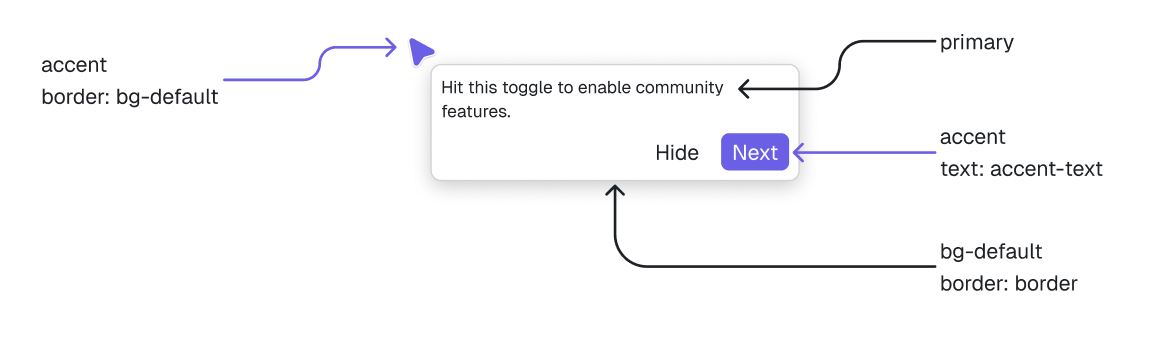 accent
border: bg-default
Hit this toggle to enable community
features.
Hide
Next
primary
accent
text: accent-text
bg-default
border: border